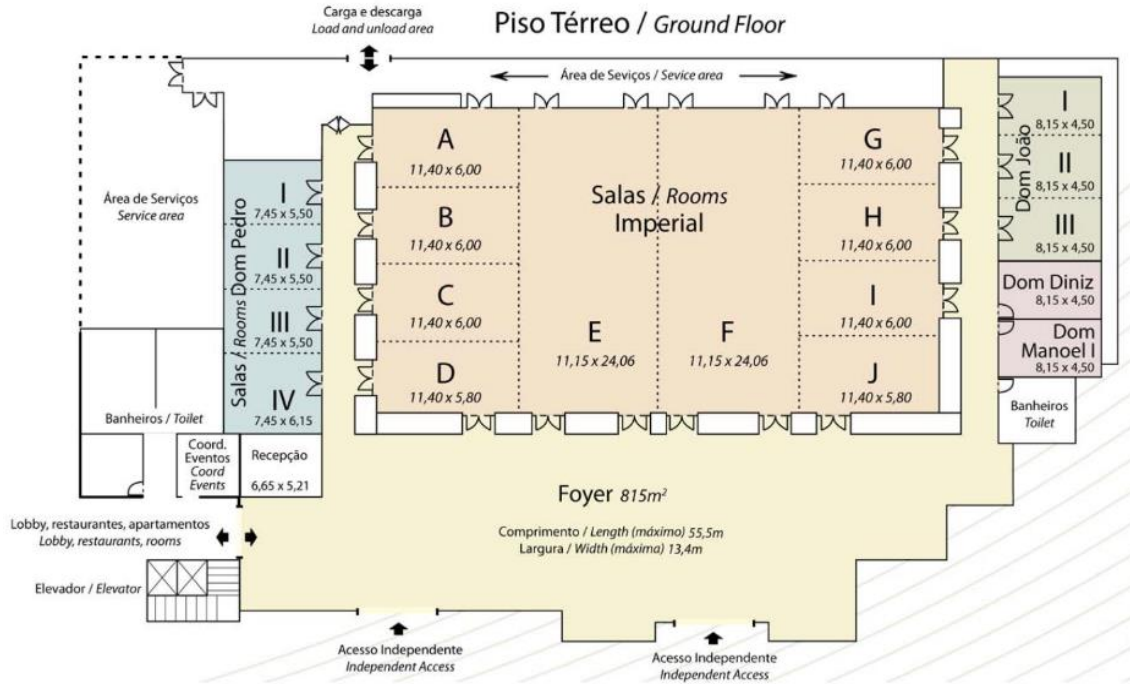 Carga e descarga
Load and unload area
Piso Térreo / Ground Floor
Área de Seviços / Sevice area
Área de Serviços
Service area
Salas / Rooms Dom Pedro
I
7,45 x 5,50
II
7,45 x 5,50
III
7,45 x 5,50
IV
7,45 x 6,15
A
11,40 x 6,00
B
11,40 x 6,00
C
11,40 x 6,00
D
11,40 x 5,80
Salas / Rooms
Imperial
E
11,15 x 24,06
F
11,15 x 24,06
G
11,40 x 6,00
H
11,40 x 6,00
I
11,40 x 6,00
J
11,40 x 5,80
Dom João
I
8,15 x 4,50
II
8,15 x 4,50
III
8,15 x 4,50
Dom Diniz
8,15 x 4,50
Dom
Manoel I
8,15 x 4,50
Banheiros
Toilet
Banheiros / Toilet
Coord.
Eventos
Coord
Events
Recepção
6,65 x 5,21
Foyer 815m²
Comprimento / Length (máximo) 55,5m
Largura / Width (máxima) 13,4m
Lobby, restaurantes, apartamentos
Lobby, restaurants, rooms
Elevador / Elevator
Acesso Independente
Independent Access
Acesso Independente
Independent Access